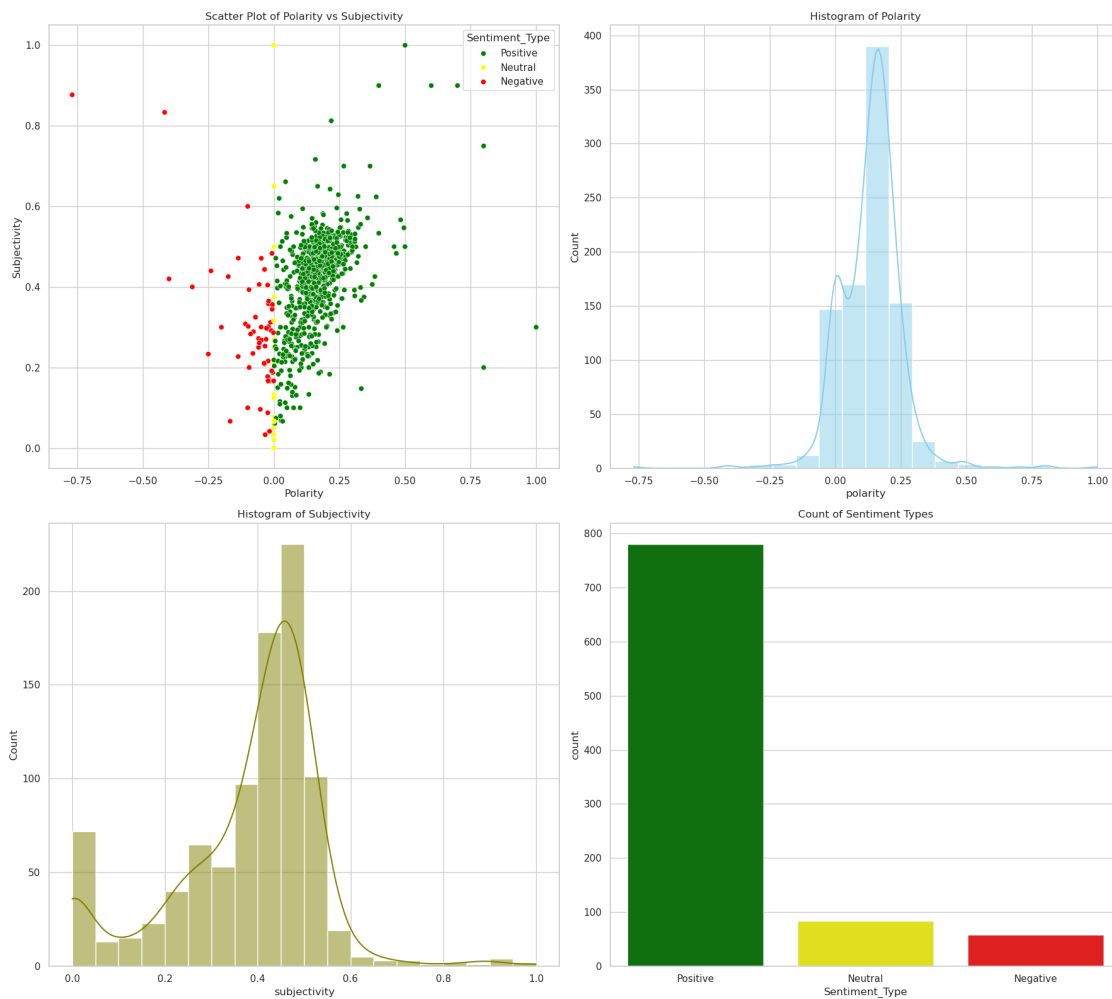 Scatter Plot of Polarity vs Subjectivity
Sentiment_Type
Positive
Neutral
Negative
1.0
0.8
0.6
0.4
0.2
0.0
Subjectivity
−0.75 −0.50 −0.25 0.00 0.25 0.50 0.75 1.00
Polarity
Histogram of Polarity
400
350
300
250
200
150
100
50
0
Count
−0.75 −0.50 −0.25 0.00 0.25 0.50 0.75 1.00
polarity
Histogram of Subjectivity
200
150
100
50
0
Count
0.0 0.2 0.4 0.6 0.8 1.0
subjectivity
Count of Sentiment Types
800
700
600
500
400
300
200
100
0
count
Positive Neutral Negative
Sentiment_Type